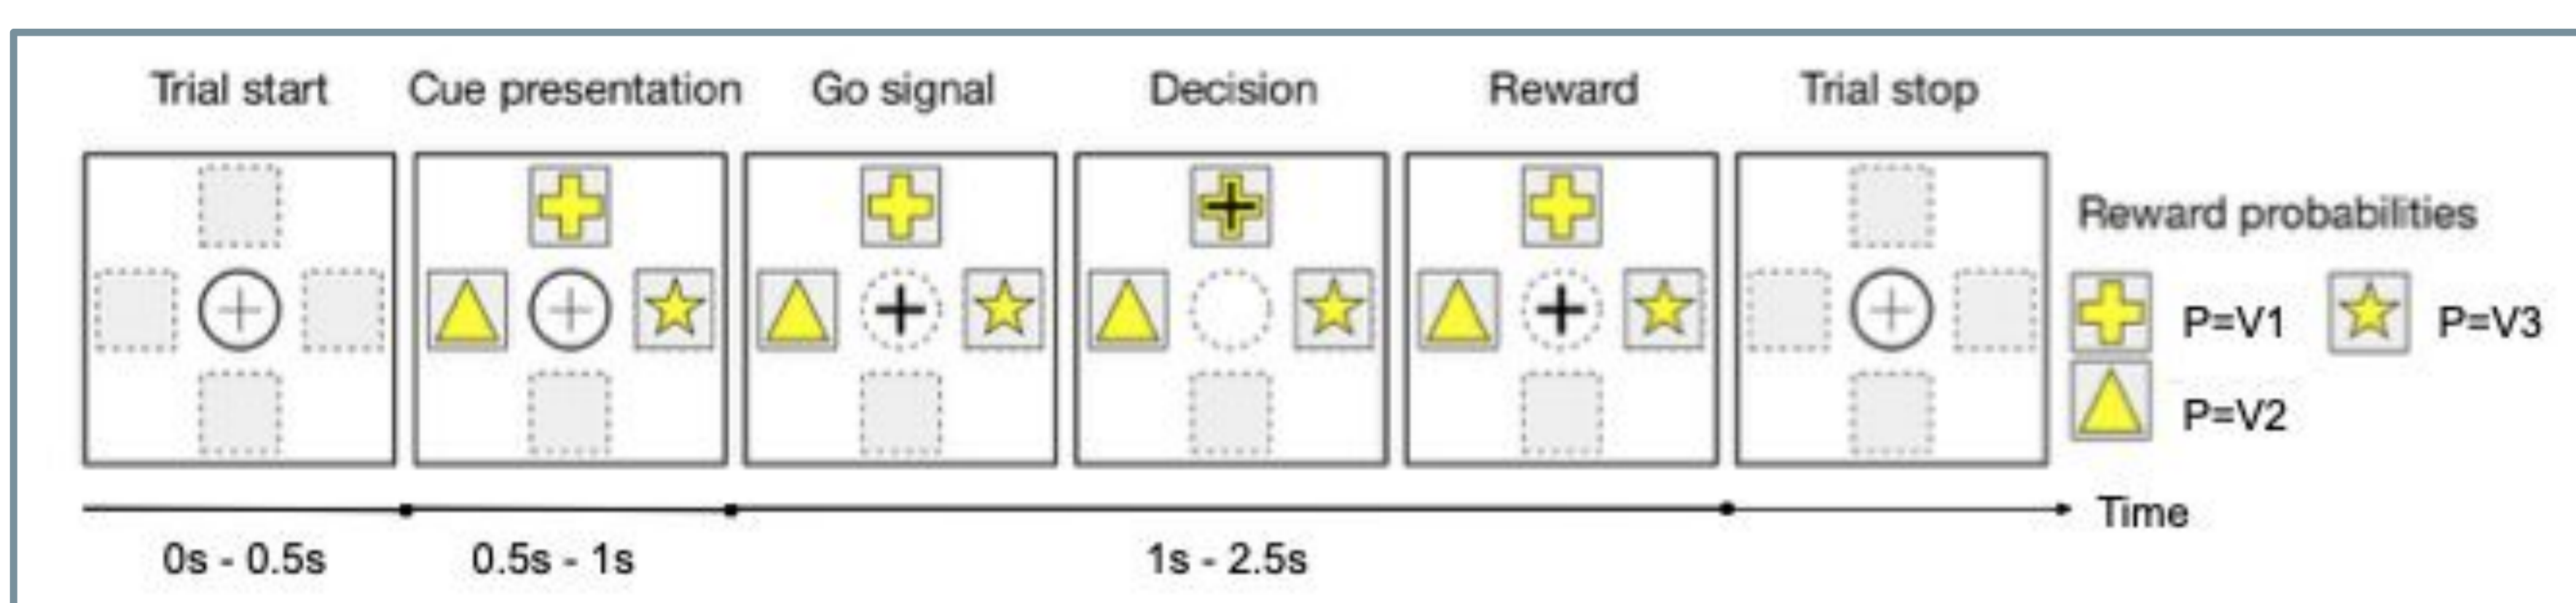 Trial start
Cue presentation
Go signal
Decision
Reward
Trial stop
Reward probabilities
P=V1
P=V3
P=V2
Time
0s - 0.5s
0.5s - 1s
1s - 2.5s